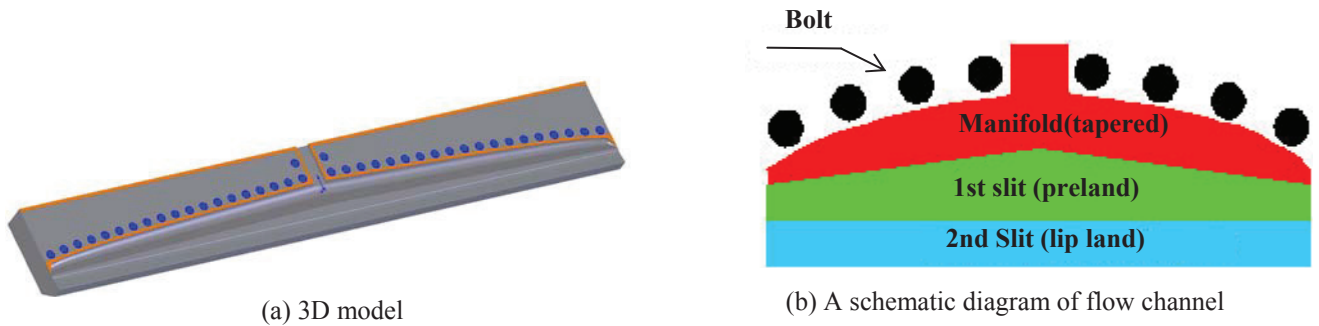 Bolt
Manifold(tapered)
1st slit (preland)
2nd Slit (lip land)
(a) 3D model
(b) A schematic diagram of flow channel